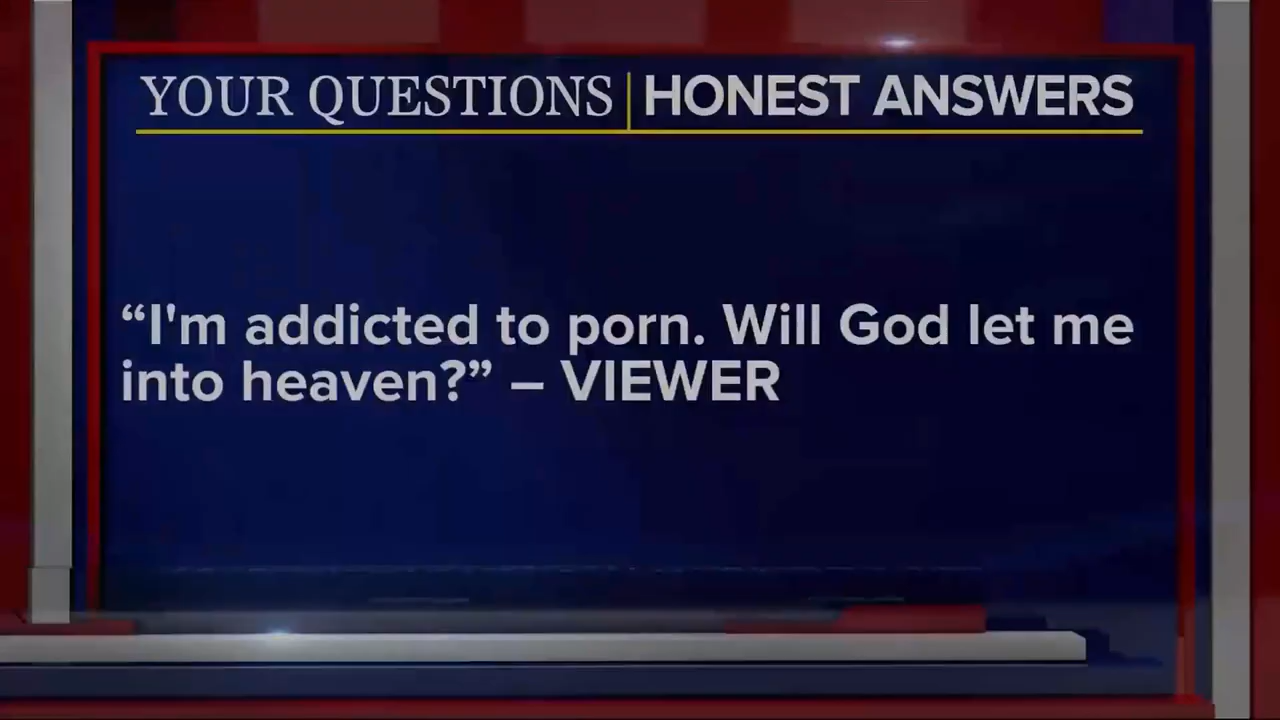 YOUR QUESTIONS | HONEST ANSWERS
“I'm addicted to porn. Will God let me
into heaven?” – VIEWER